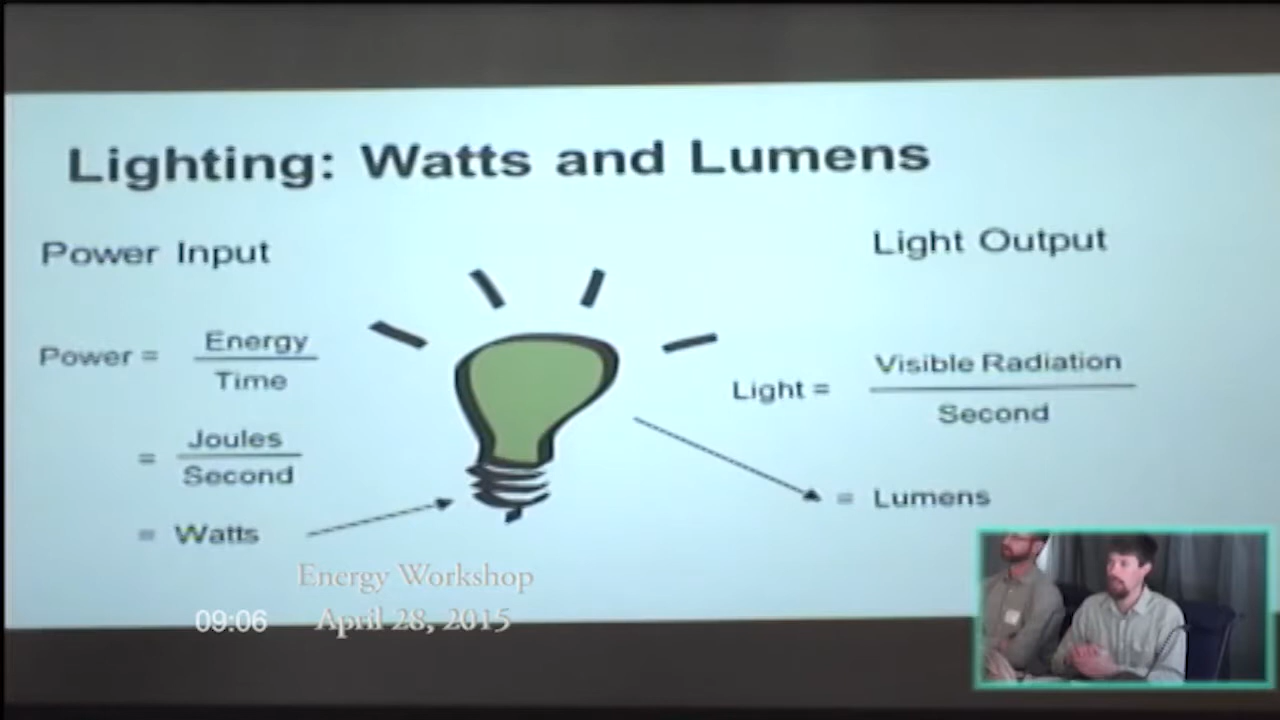 Lighting: Watts and Lumens
Power Input
Power = Energy
Time
= Joules
Second
= Watts
Light Output
Light = Visible Radiation
Second
= Lumens
Energy Workshop
09:06 April 28, 2015